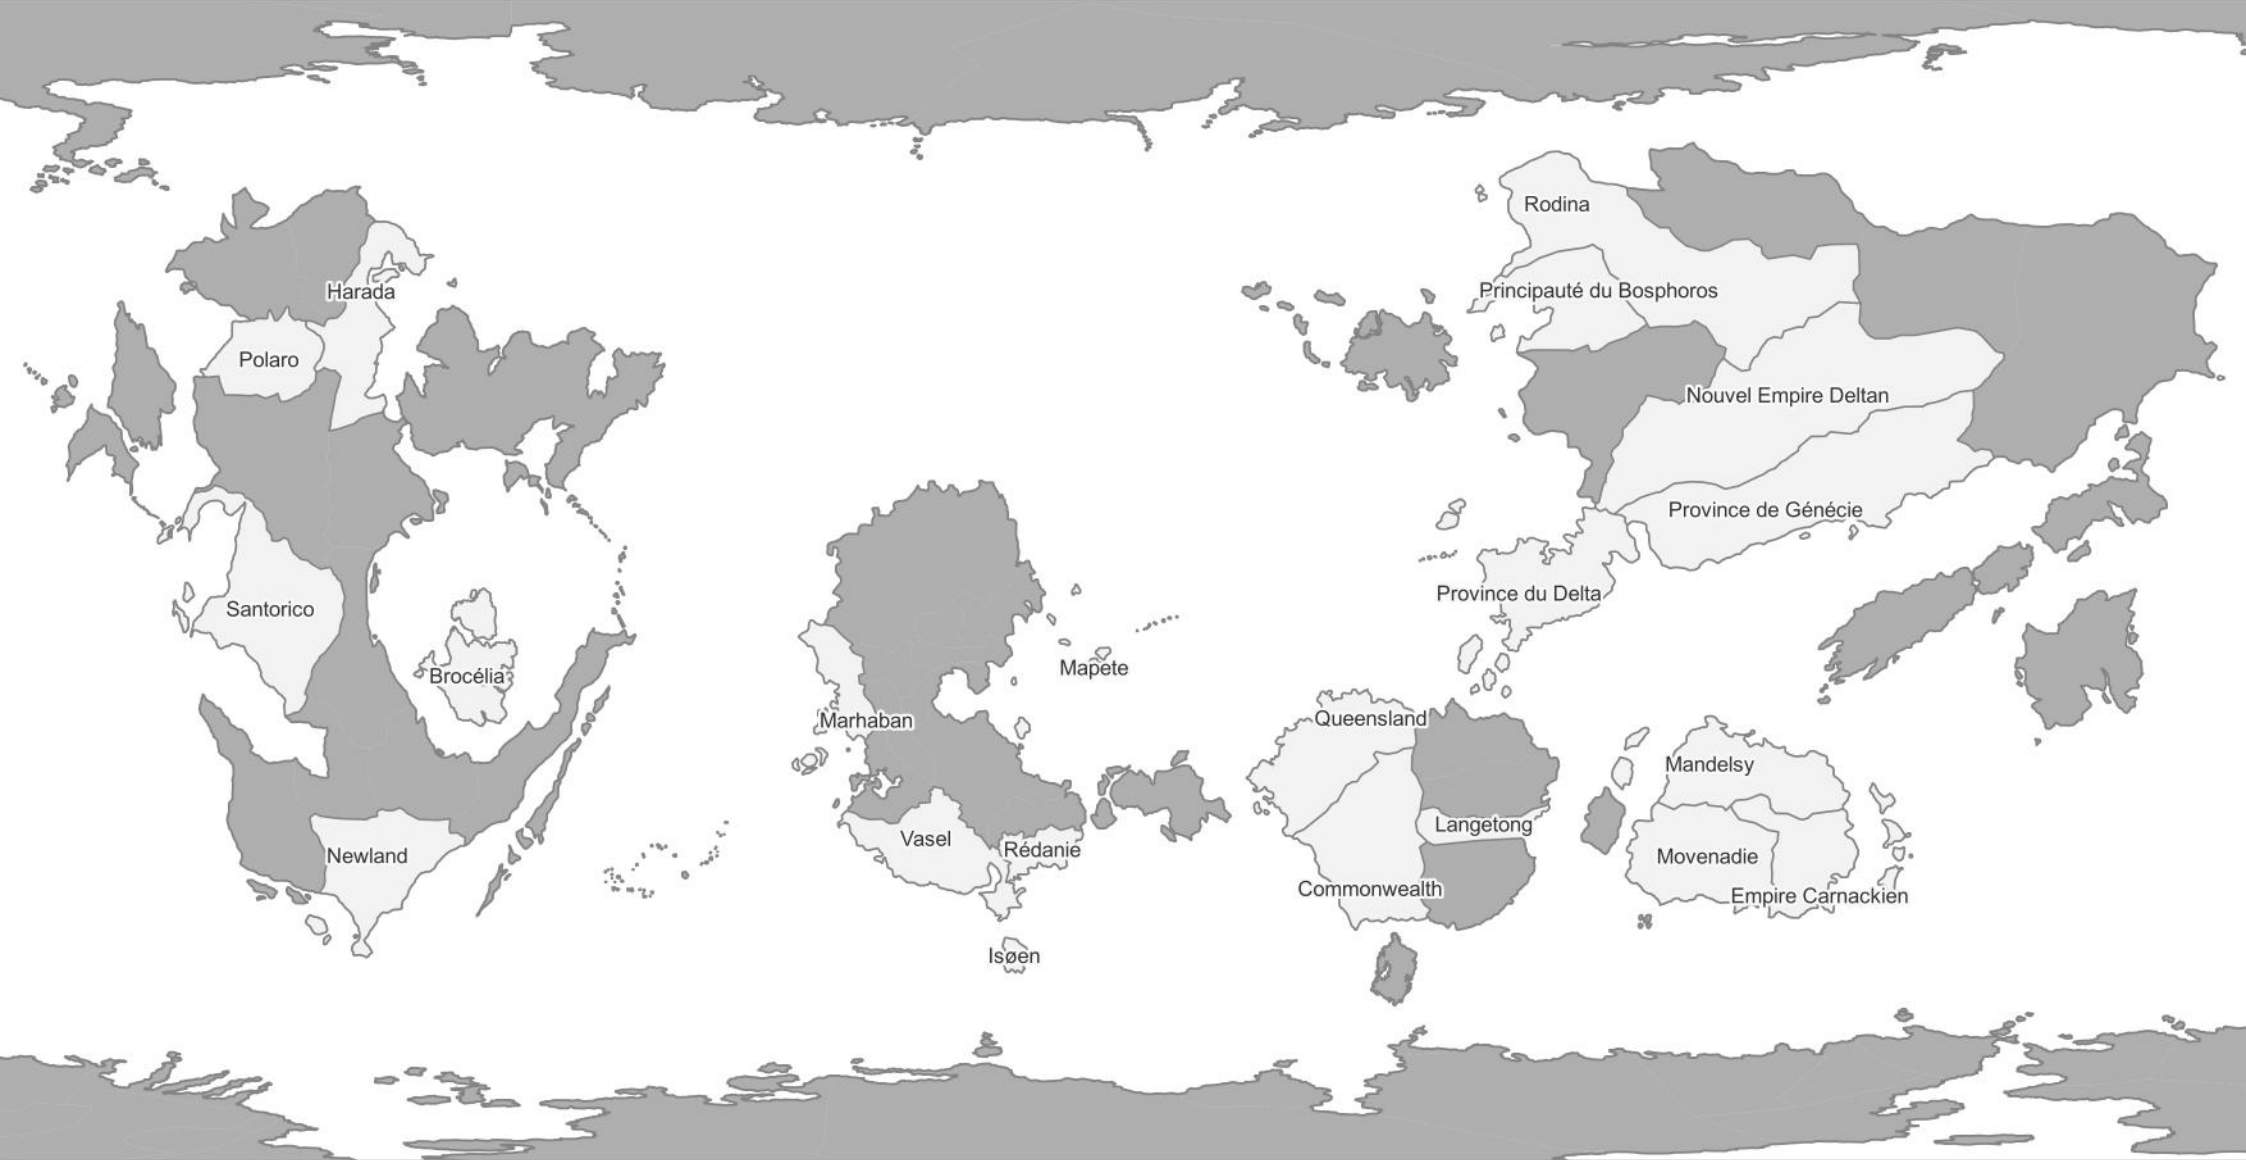 Rodina
Harada
Principauté du Bosphoros
Polaro
Nouvel Empire Deltan
Province de Génécie
Province du Delta
Santorico
Mapete
Brocélia
Marhaban
Queensland
Mandelsy
Langetong
Vasel
Rédanie
Newland
Movenadie
Commonwealth
Empire Carnackien
Isøen